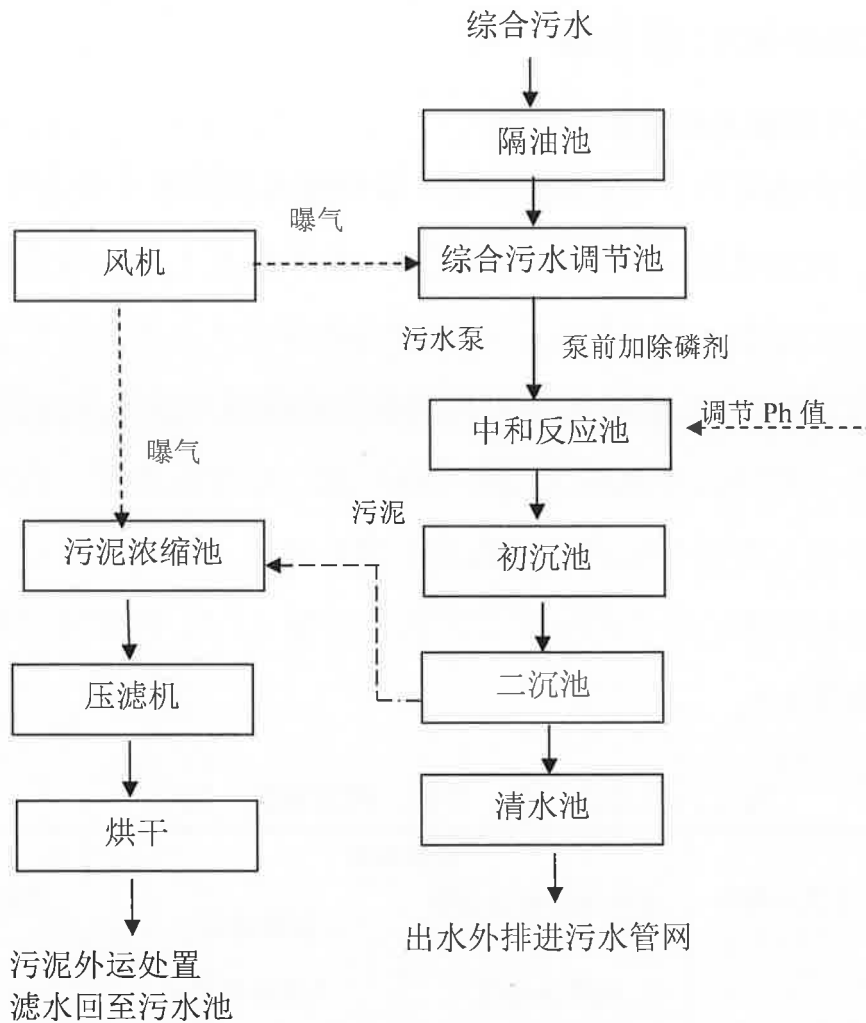 综合污水
隔油池
曝气
风机
综合污水调节池
污水泵
泵前加除磷剂
中和反应池
调节 Ph 值
曝气
污泥
污泥浓缩池
初沉池
二沉池
压滤机
清水池
烘干
出水外排进污水管网
污泥外运处置
滤水回至污水池